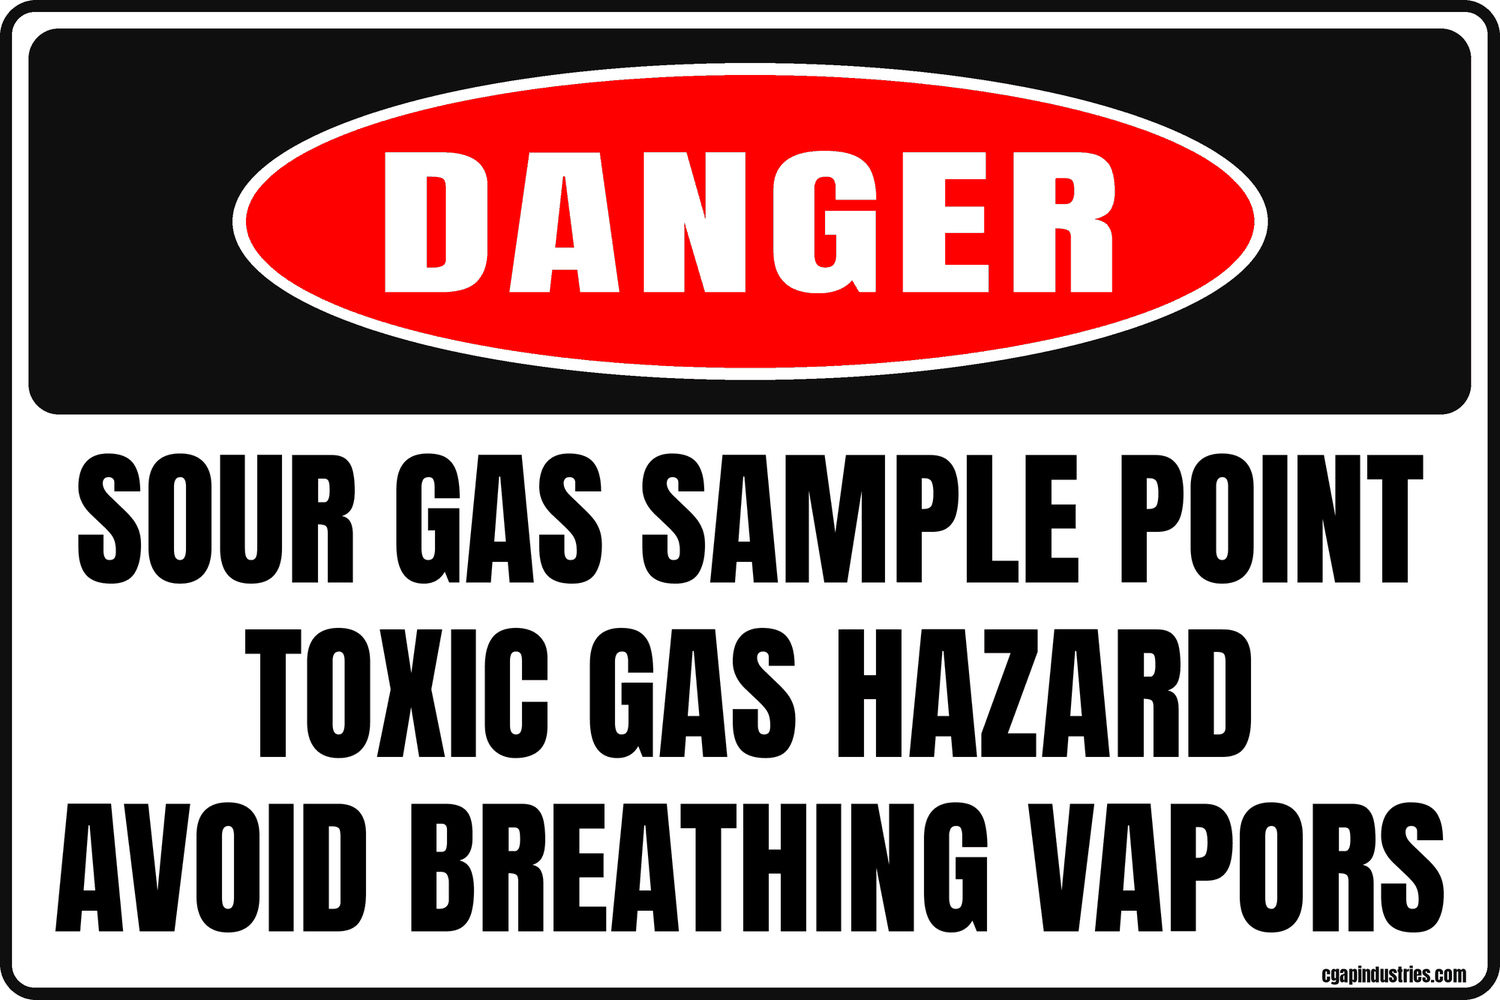 DANGER
SOUR GAS SAMPLE POINT
TOXIC GAS HAZARD
AVOID BREATHING VAPORS
cgapindustries.com